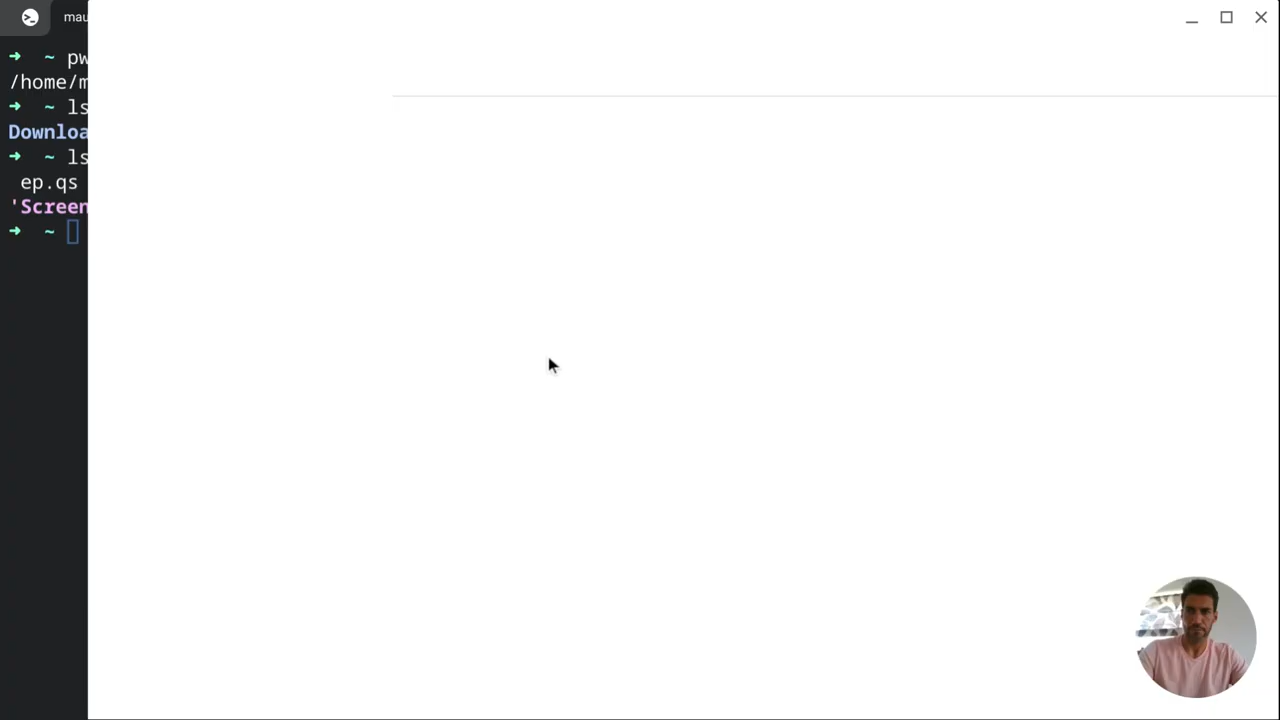 mau
➜ ~ pw
/home/m
➜ ~ ls
Downloa
➜ ~ ls
ep.qs
'Screen
➜ ~